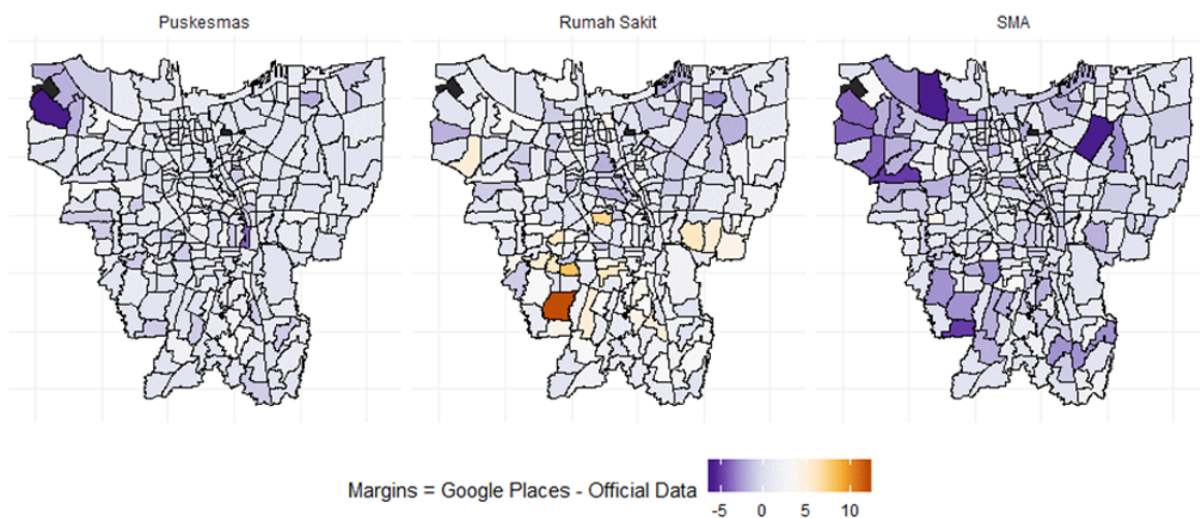 Puskesmas
Rumah Sakit
SMA
Margins = Google Places - Official Data
-5 0 5 10